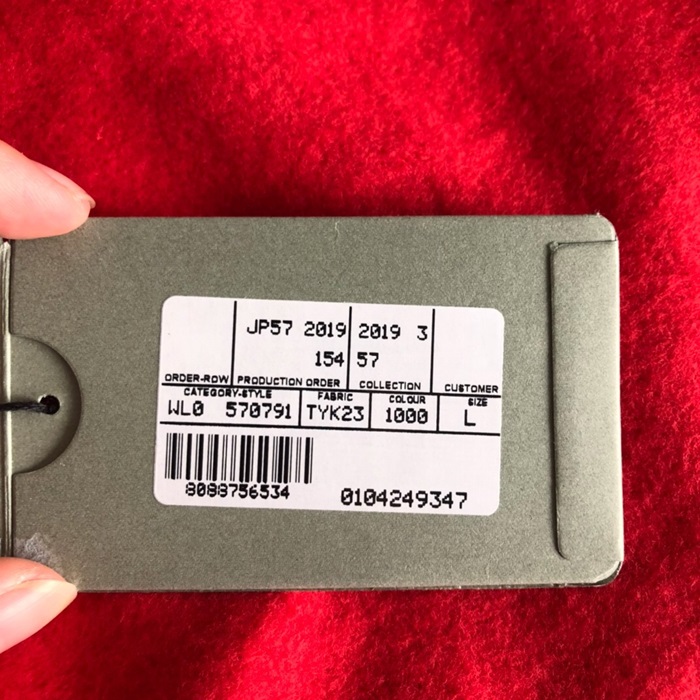 JP57 2019 2019 3
154 57
ORDER-ROW PRODUCTION ORDER COLLECTION CUSTOMER
CATEGORY-STYLE FABRIC COLOUR SIZE
WL0 570791 TYK23 1000 L
8088756534 0104249347